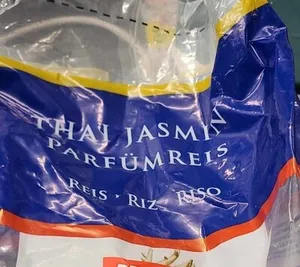 THAI JASMIN
PARFÜMREIS
REIS · RIZ · RISO